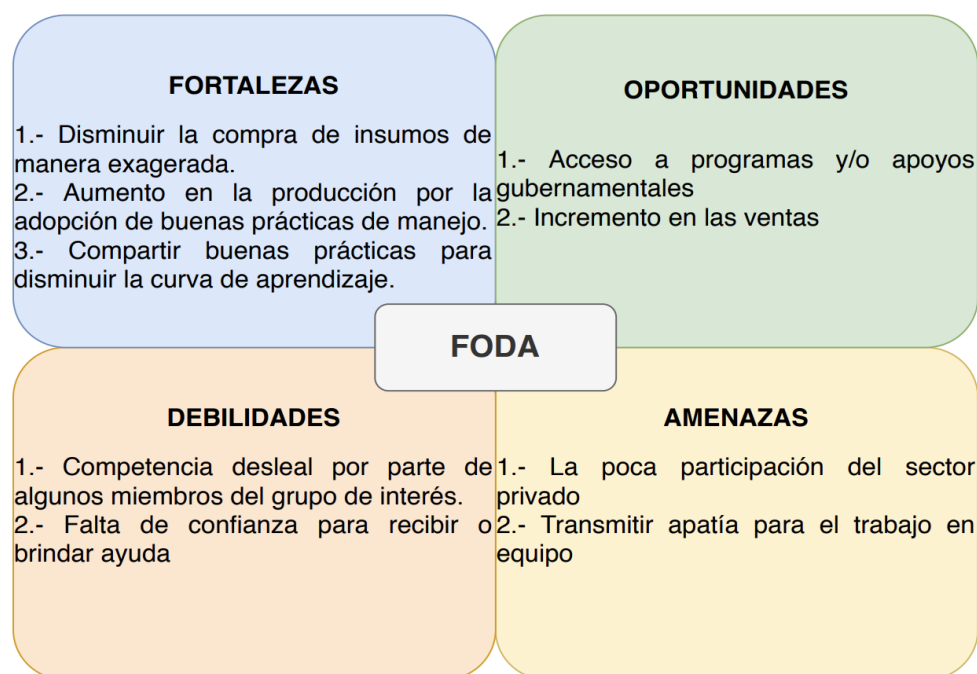 FORTALEZAS
1.- Disminuir la compra de insumos de
manera exagerada.
2.- Aumento en la producción por la
adopción de buenas prácticas de manejo.
3.- Compartir buenas prácticas para
disminuir la curva de aprendizaje.
OPORTUNIDADES
1.- Acceso a programas y/o apoyos
gubernamentales
2.- Incremento en las ventas
FODA
DEBILIDADES
1.- Competencia desleal por parte de
algunos miembros del grupo de interés.
2.- Falta de confianza para recibir o
brindar ayuda
AMENAZAS
1.- La poca participación del sector
privado
2.- Transmitir apatía para el trabajo en
equipo